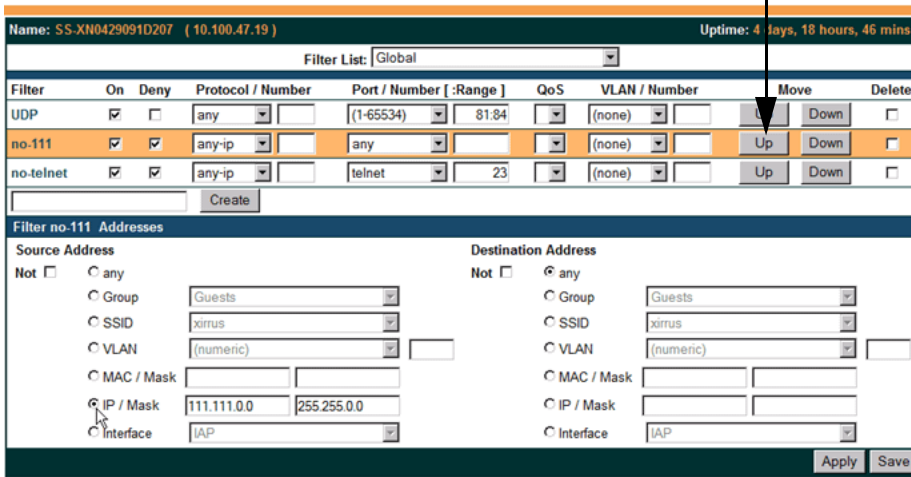 Name: SS-XN0429091D207 ( 10.100.47.19 ) Uptime: 4 days, 18 hours, 46 mins
Filter List: Global
Filter On Deny Protocol / Number Port / Number [ :Range ] QoS VLAN / Number Move Delete
UDP any (1-65534) 81:84 (none) Down
no-111 any-ip any (none) Up Down
no-telnet any-ip telnet 23 (none) Up Down
Create
Filter no-111 Addresses
Source Address Destination Address
Not any Not any
Group Guests Group Guests
SSID xirrus SSID xirrus
VLAN (numeric) VLAN (numeric)
MAC / Mask MAC / Mask
IP / Mask 111.111.0.0 255.255.0.0 IP / Mask
Interface IAP Interface IAP
Apply Save